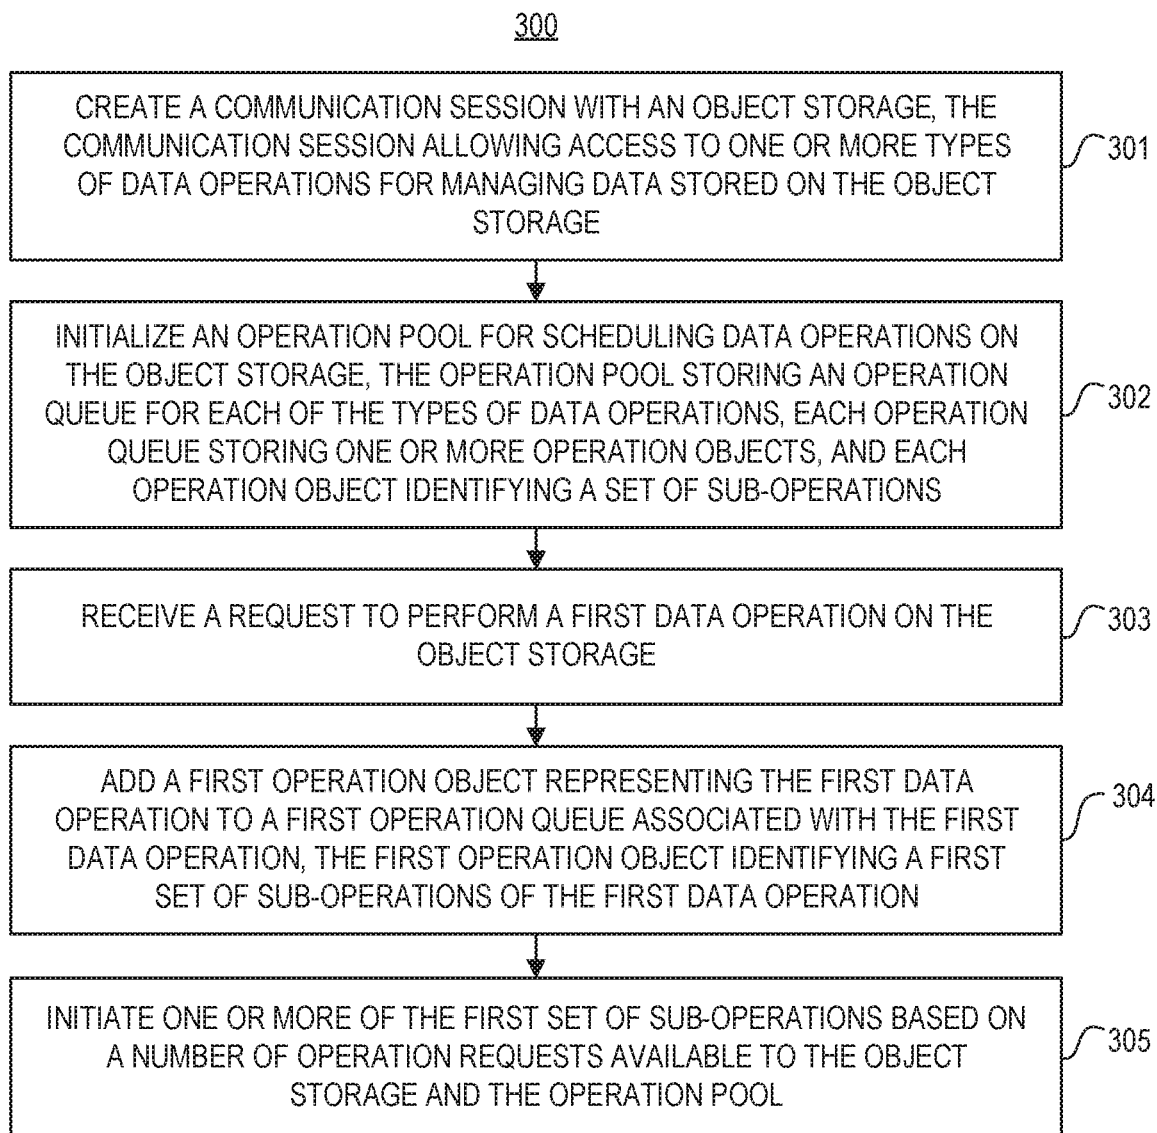 300
CREATE A COMMUNICATION SESSION WITH AN OBJECT STORAGE, THE
COMMUNICATION SESSION ALLOWING ACCESS TO ONE OR MORE TYPES
OF DATA OPERATIONS FOR MANAGING DATA STORED ON THE OBJECT
STORAGE
301
INITIALIZE AN OPERATION POOL FOR SCHEDULING DATA OPERATIONS ON
THE OBJECT STORAGE, THE OPERATION POOL STORING AN OPERATION
QUEUE FOR EACH OF THE TYPES OF DATA OPERATIONS, EACH OPERATION
QUEUE STORING ONE OR MORE OPERATION OBJECTS, AND EACH
OPERATION OBJECT IDENTIFYING A SET OF SUB-OPERATIONS
302
RECEIVE A REQUEST TO PERFORM A FIRST DATA OPERATION ON THE
OBJECT STORAGE
303
ADD A FIRST OPERATION OBJECT REPRESENTING THE FIRST DATA
OPERATION TO A FIRST OPERATION QUEUE ASSOCIATED WITH THE FIRST
DATA OPERATION, THE FIRST OPERATION OBJECT IDENTIFYING A FIRST
SET OF SUB-OPERATIONS OF THE FIRST DATA OPERATION
304
INITIATE ONE OR MORE OF THE FIRST SET OF SUB-OPERATIONS BASED ON
A NUMBER OF OPERATION REQUESTS AVAILABLE TO THE OBJECT
STORAGE AND THE OPERATION POOL
305